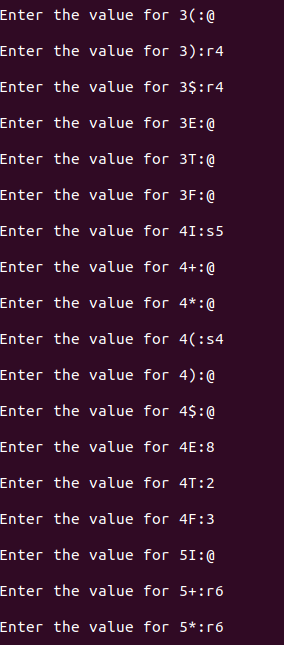 Enter the value for 3(:@
Enter the value for 3):r4
Enter the value for 3$:r4
Enter the value for 3E:@
Enter the value for 3T:@
Enter the value for 3F:@
Enter the value for 4I:s5
Enter the value for 4+:@
Enter the value for 4*:@
Enter the value for 4(:s4
Enter the value for 4):@
Enter the value for 4$:@
Enter the value for 4E:8
Enter the value for 4T:2
Enter the value for 4F:3
Enter the value for 5I:@
Enter the value for 5+:r6
Enter the value for 5*:r6